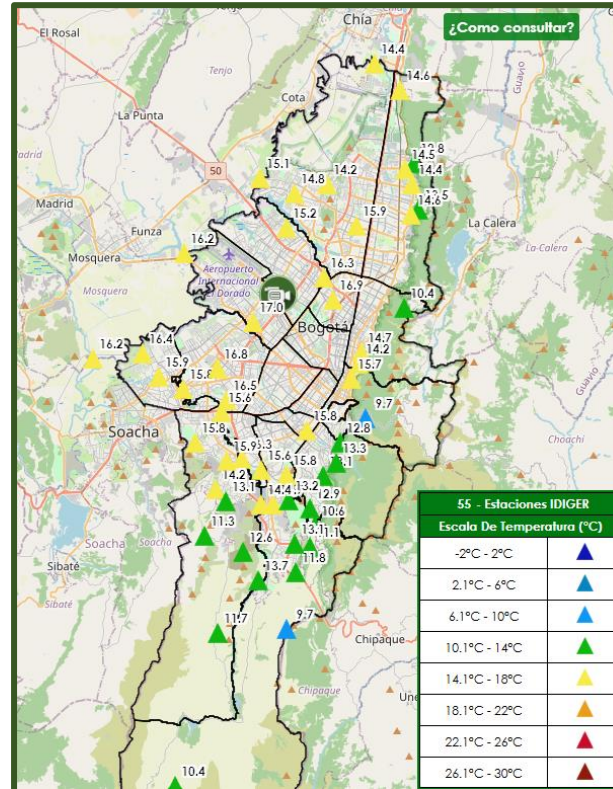 ¿Como consultar?
Chía
El Rosal
Tenjo
14.4
14.6
Guavio
Cota
La Punta
50
14.5
14.4
15.1
14.8
14.2
14.6
Madrid
15.2
15.9
La Calera
Funza
La-Calera
16.2
Mosquera
Aeropuerto
Internacional
El Dorado
16.3
16.9
Mosquera
10.4
17.0
Bogotá
16.2
16.4
14.7
14.2
15.9
16.8
15.7
16.5
15.6
9.7
Soacha
15.8
15.8
12.8
Choachí
13.3
15.9
15.6
15.8
14.2
13.1
14.4
13.2
12.9
11.3
10.6
13.1
Soacha
Soacha
12.6
11.8
Sibaté
13.7
11.7
9.7
Chipaque
Chipaque
Une
10.4
55 - Estaciones IDIGER
Escala De Temperatura (°C)
-2°C - 2°C
2.1°C - 6°C
6.1°C - 10°C
10.1°C - 14°C
14.1°C - 18°C
18.1°C - 22°C
22.1°C - 26°C
26.1°C - 30°C